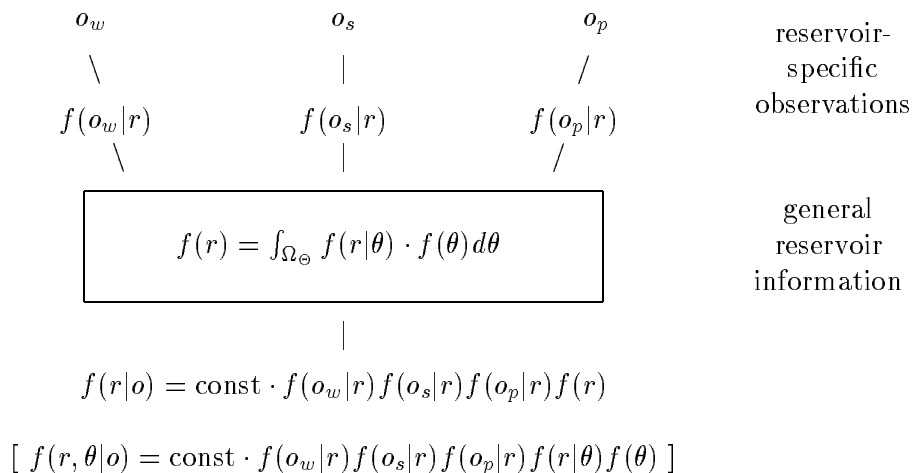 o_w o_s o_p
reservoir-
specific
observations
f(o_w|r) f(o_s|r) f(o_p|r)
f(r) = ∫_{Ω_Θ} f(r|θ) · f(θ)dθ
general
reservoir
information
f(r|o) = const · f(o_w|r)f(o_s|r)f(o_p|r)f(r)
[ f(r, θ|o) = const · f(o_w|r)f(o_s|r)f(o_p|r)f(r|θ)f(θ) ]